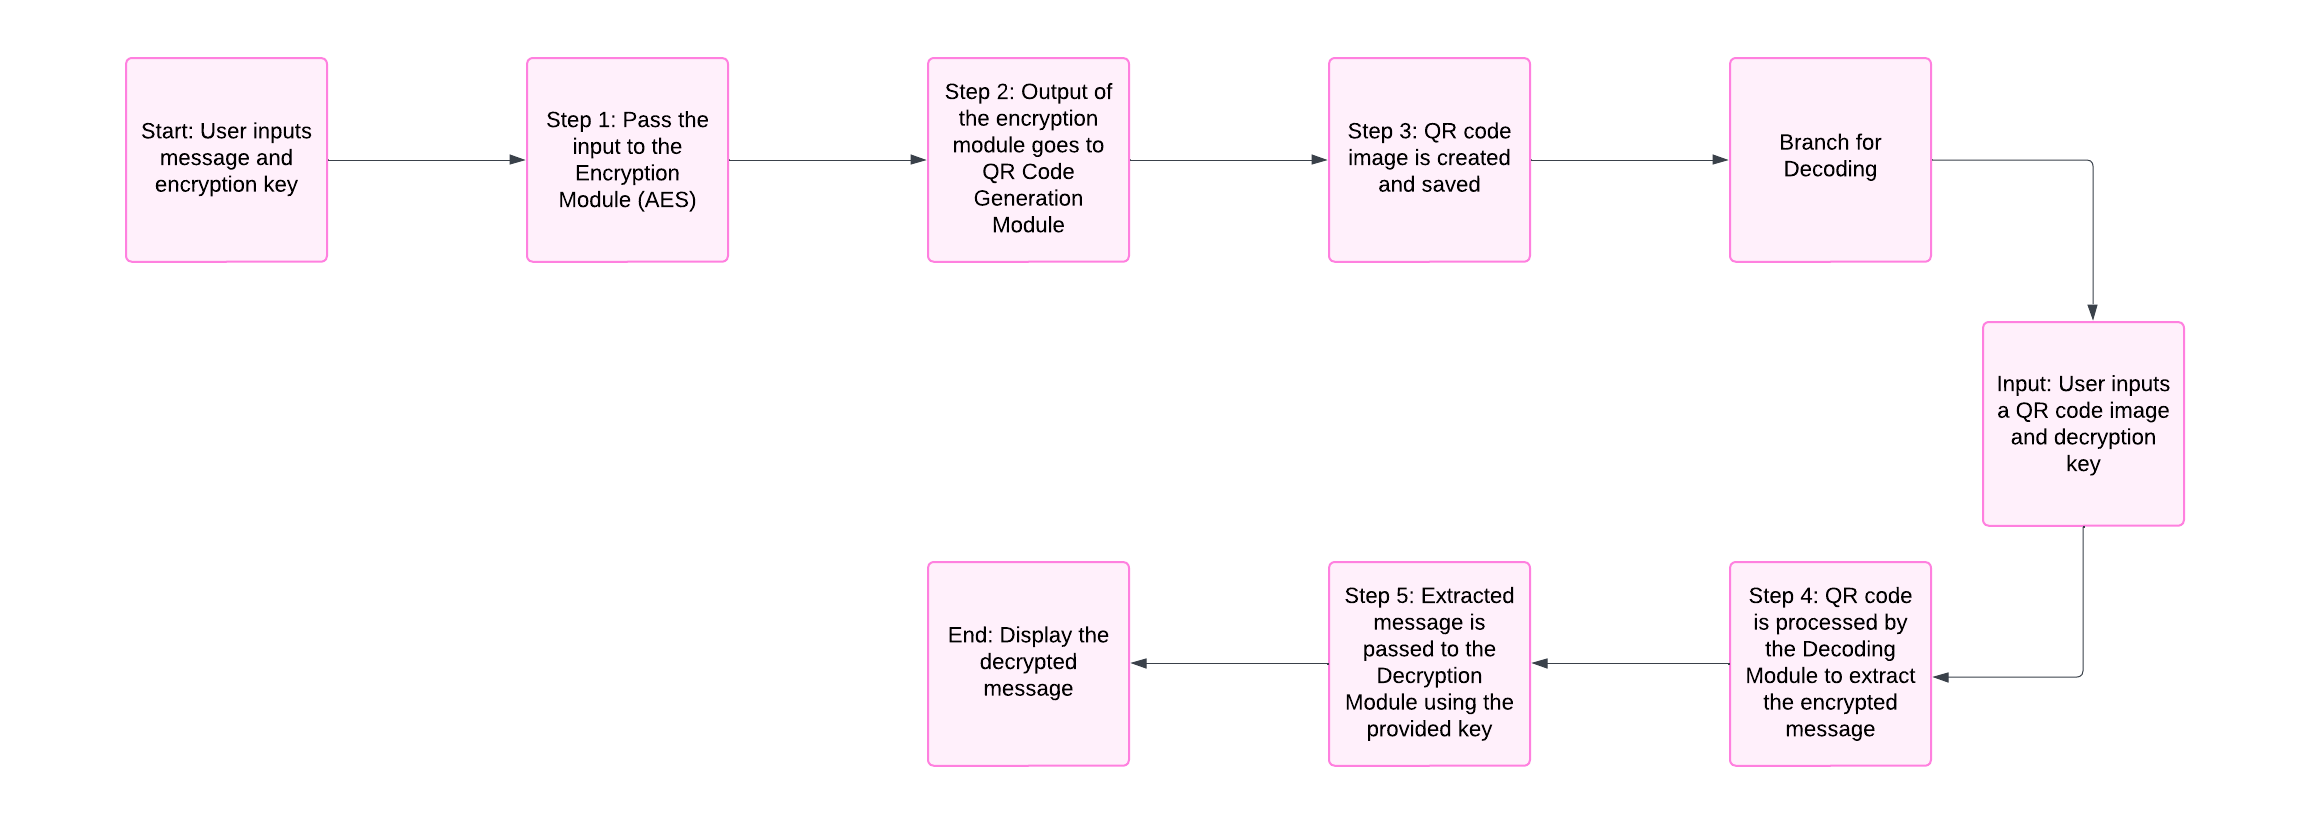 Start: User inputs
message and
encryption key
Step 1: Pass the
input to the
Encryption
Module (AES)
Step 2: Output of
the encryption
module goes to
QR Code
Generation
Module
Step 3: QR code
image is created
and saved
Branch for
Decoding
Input: User inputs
a QR code image
and decryption
key
Step 4: QR code
is processed by
the Decoding
Module to extract
the encrypted
message
Step 5: Extracted
message is
passed to the
Decryption
Module using the
provided key
End: Display the
decrypted
message